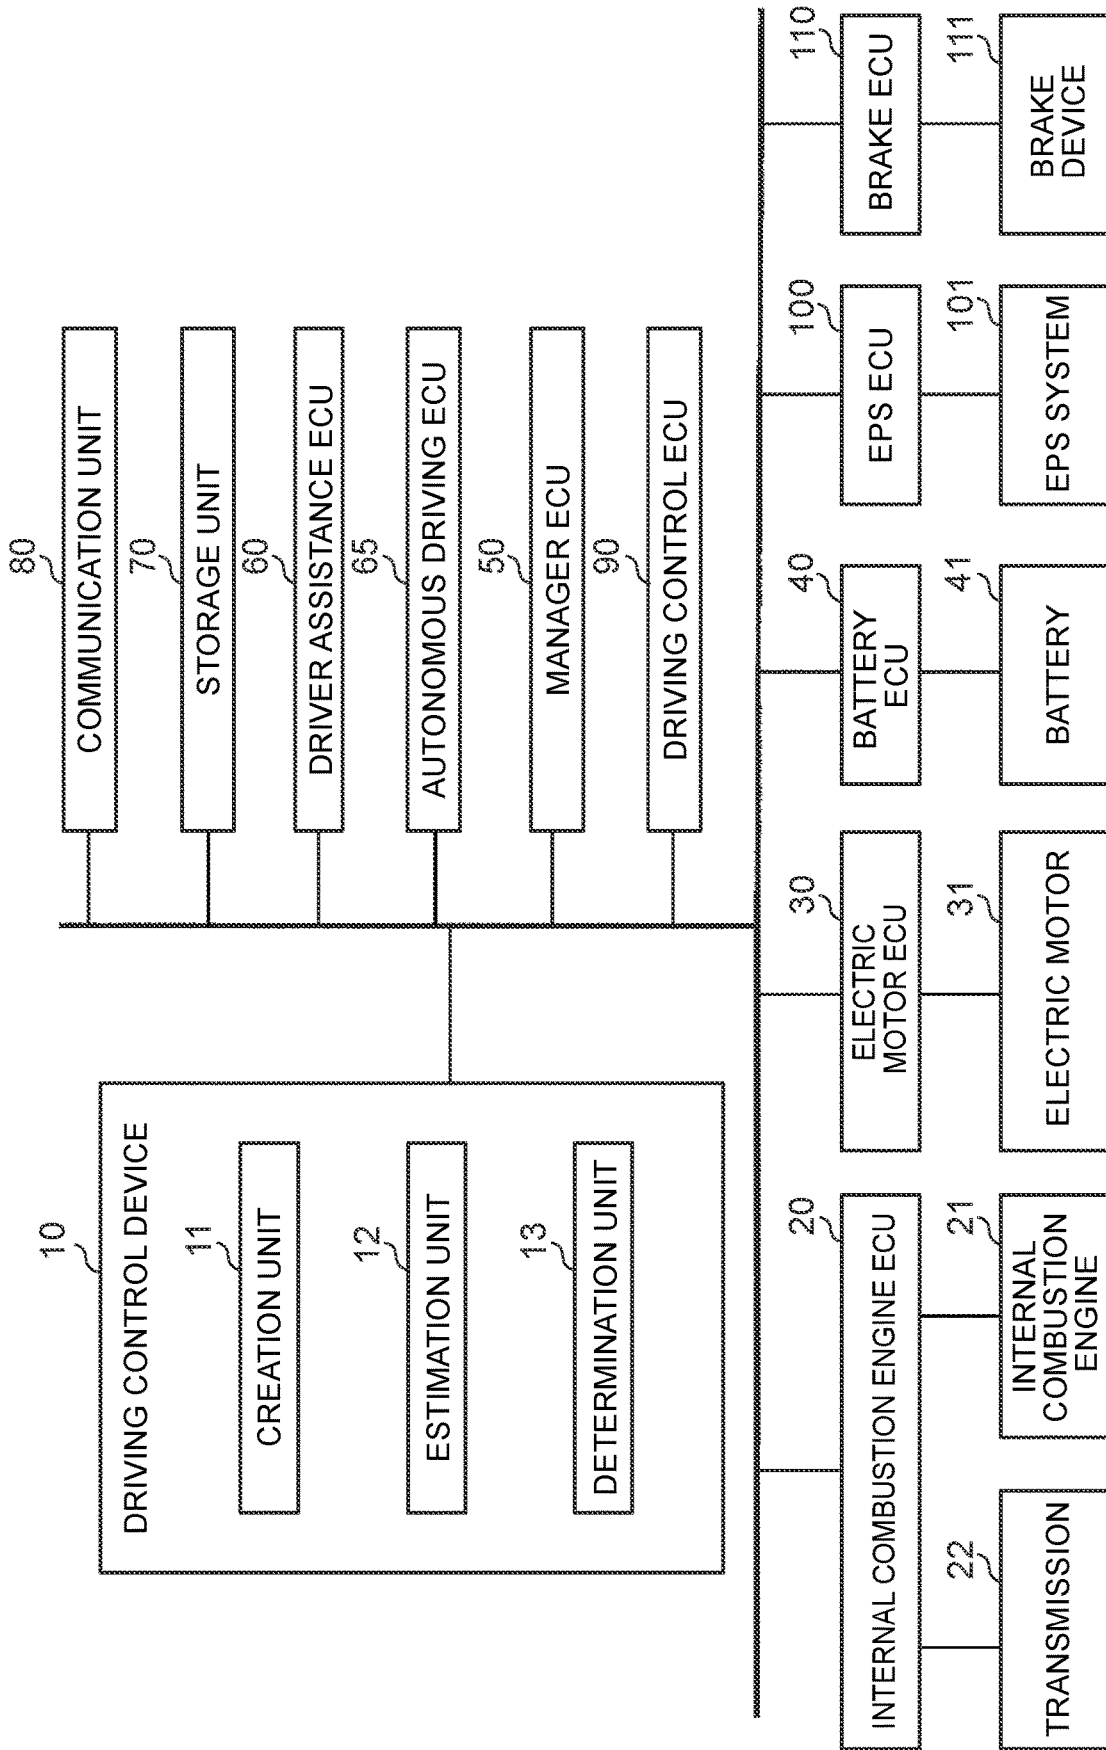 10
DRIVING CONTROL DEVICE
11
CREATION UNIT
12
ESTIMATION UNIT
13
DETERMINATION UNIT
80
COMMUNICATION UNIT
70
STORAGE UNIT
60
DRIVER ASSISTANCE ECU
65
AUTONOMOUS DRIVING ECU
50
MANAGER ECU
90
DRIVING CONTROL ECU
20
INTERNAL COMBUSTION ENGINE ECU
30
ELECTRIC
MOTOR ECU
40
BATTERY
ECU
100
EPS ECU
110
BRAKE ECU
22
TRANSMISSION
21
INTERNAL
COMBUSTION
ENGINE
31
ELECTRIC MOTOR
41
BATTERY
101
EPS SYSTEM
111
BRAKE
DEVICE